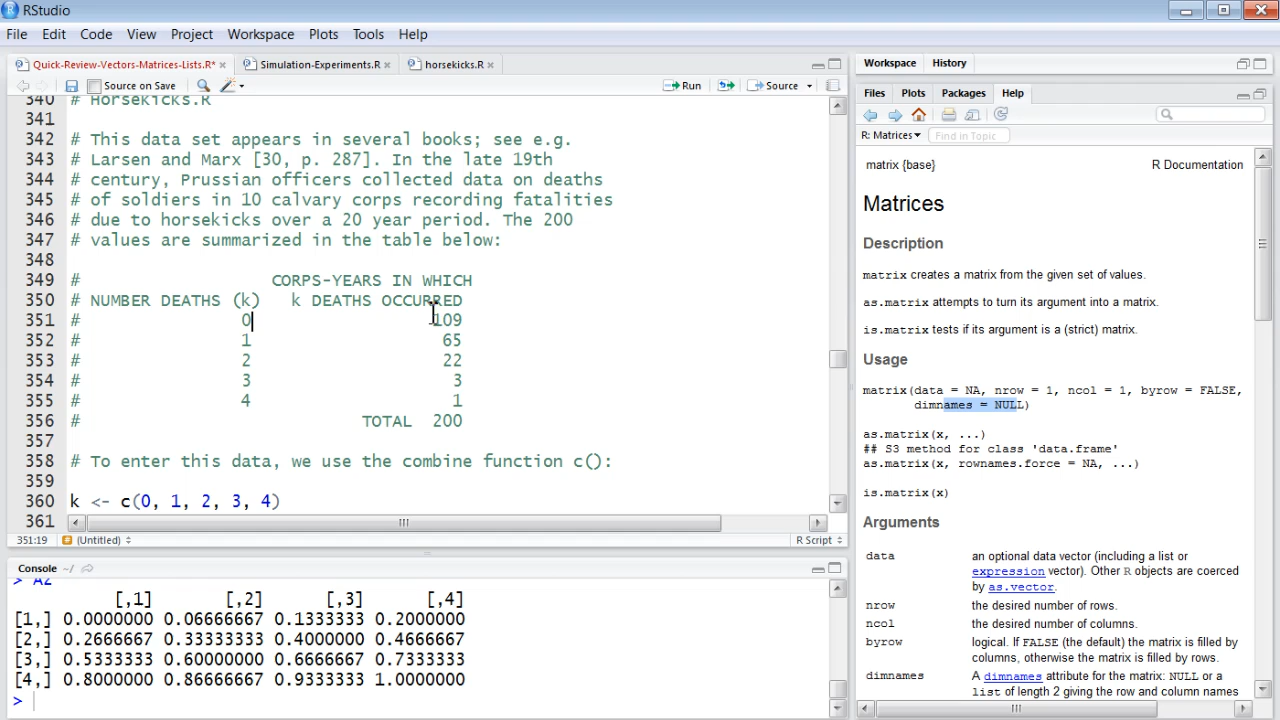 RStudio
File Edit Code View Project Workspace Plots Tools Help
Quick-Review-Vectors-Matrices-Lists.R* × Simulation-Experiments.R × horsekicks.R ×
Source on Save Run Source
340 # Horsekicks.R
341
342 # This data set appears in several books; see e.g.
343 # Larsen and Marx [30, p. 287]. In the late 19th
344 # century, Prussian officers collected data on deaths
345 # of soldiers in 10 calvary corps recording fatalities
346 # due to horsekicks over a 20 year period. The 200
347 # values are summarized in the table below:
348
349 # CORPS-YEARS IN WHICH
350 # NUMBER DEATHS (k) k DEATHS OCCURRED
351 # 0 109
352 # 1 65
353 # 2 22
354 # 3 3
355 # 4 1
356 # TOTAL 200
357
358 # To enter this data, we use the combine function c():
359
360 k <- c(0, 1, 2, 3, 4)
361
351:19 (Untitled) R Script
Console ~/
> A2
[,1] [,2] [,3] [,4]
[1,] 0.0000000 0.06666667 0.1333333 0.2000000
[2,] 0.2666667 0.33333333 0.4000000 0.4666667
[3,] 0.5333333 0.60000000 0.6666667 0.7333333
[4,] 0.8000000 0.86666667 0.9333333 1.0000000
>
Workspace History
Files Plots Packages Help
R: Matrices Find in Topic
matrix {base} R Documentation
Matrices
Description
matrix creates a matrix from the given set of values.
as.matrix attempts to turn its argument into a matrix.
is.matrix tests if its argument is a (strict) matrix.
Usage
matrix(data = NA, nrow = 1, ncol = 1, byrow = FALSE,
dimnames = NULL)
as.matrix(x, ...)
## S3 method for class 'data.frame'
as.matrix(x, rownames.force = NA, ...)
is.matrix(x)
Arguments
data an optional data vector (including a list or
expression vector). Other R objects are coerced
by as.vector.
nrow the desired number of rows.
ncol the desired number of columns.
byrow logical. If FALSE (the default) the matrix is filled by
columns, otherwise the matrix is filled by rows.
dimnames A dimnames attribute for the matrix: NULL or a
list of length 2 giving the row and column names